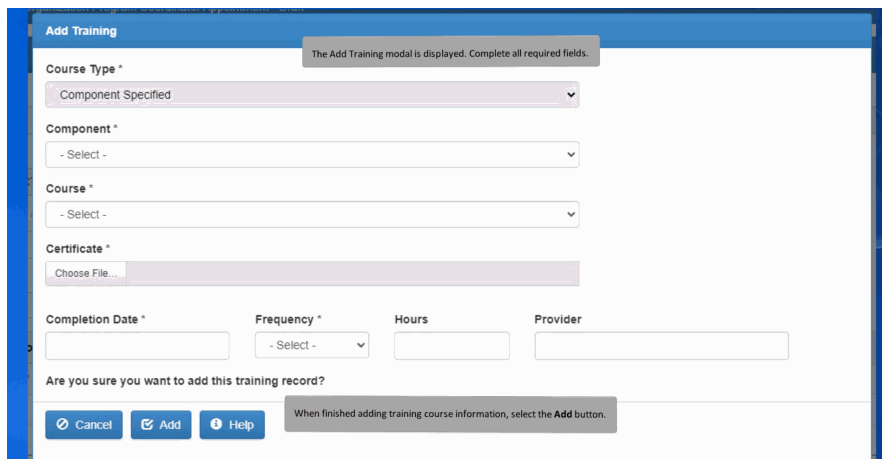 Add Training
The Add Training modal is displayed. Complete all required fields.
Course Type *
Component Specified
Component *
- Select -
Course *
- Select -
Certificate *
Choose File...
Completion Date * Frequency * Hours Provider
- Select -
Are you sure you want to add this training record?
When finished adding training course information, select the Add button.
Cancel Add Help